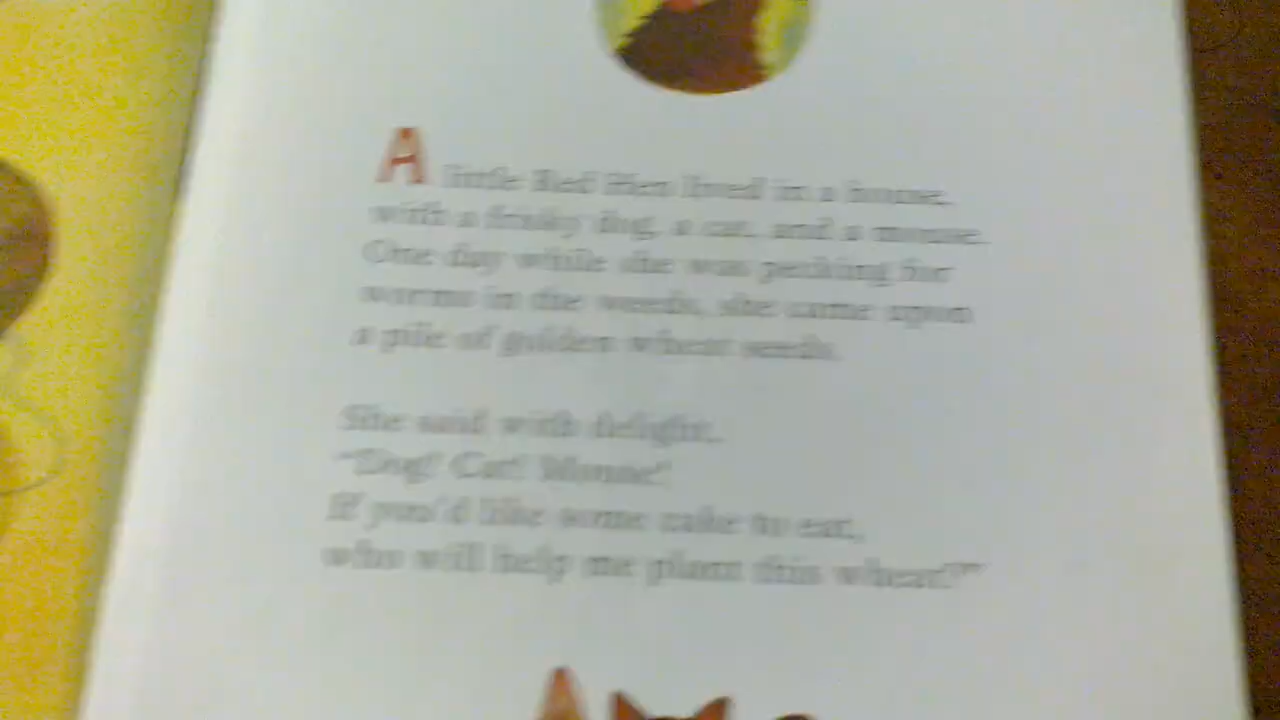 A little Red Hen lived in a house,
with a frisky dog, a cat, and a mouse.
One day while she was pecking for
worms in the weeds, she came upon
a pile of golden wheat seeds.
She said with delight,
"Dog! Cat! Mouse!
If you'd like some cake to eat,
who will help me plant this wheat?"